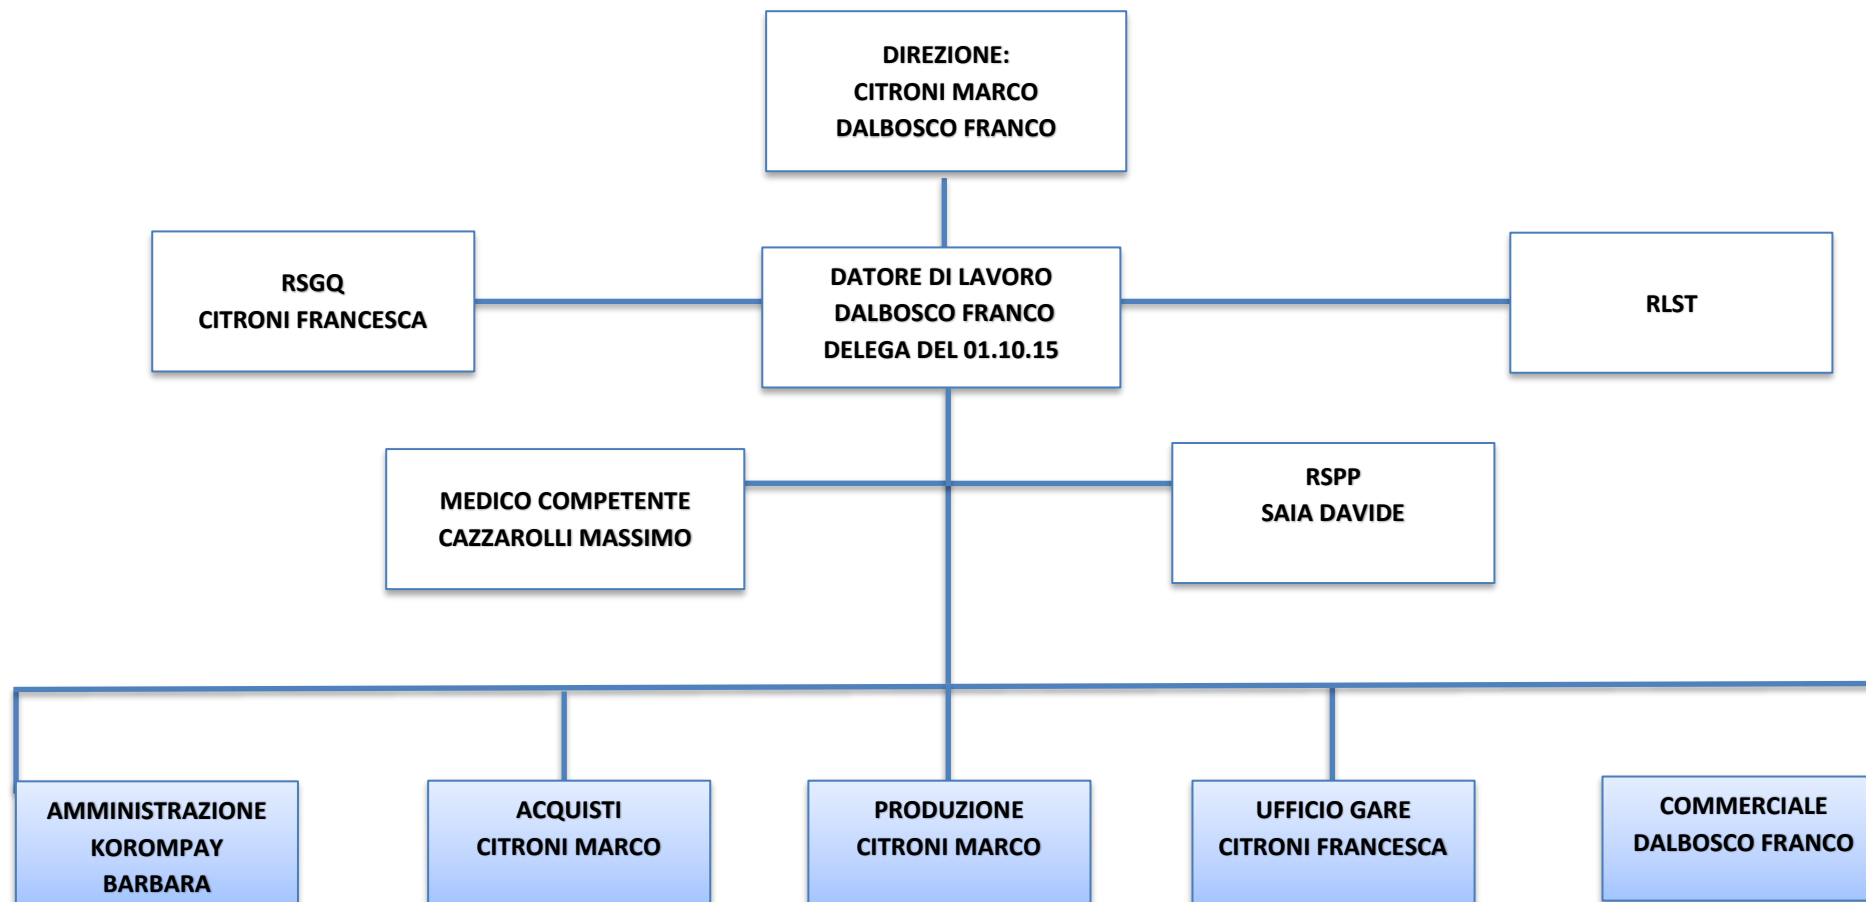 DIREZIONE:
CITRONI MARCO
DALBOSCO FRANCO
RSGQ
CITRONI FRANCESCA
DATORE DI LAVORO
DALBOSCO FRANCO
DELEGA DEL 01.10.15
RLST
MEDICO COMPETENTE
CAZZAROLLI MASSIMO
RSPP
SAIA DAVIDE
AMMINISTRAZIONE
KOROMPAY
BARBARA
ACQUISTI
CITRONI MARCO
PRODUZIONE
CITRONI MARCO
UFFICIO GARE
CITRONI FRANCESCA
COMMERCIALE
DALBOSCO FRANCO